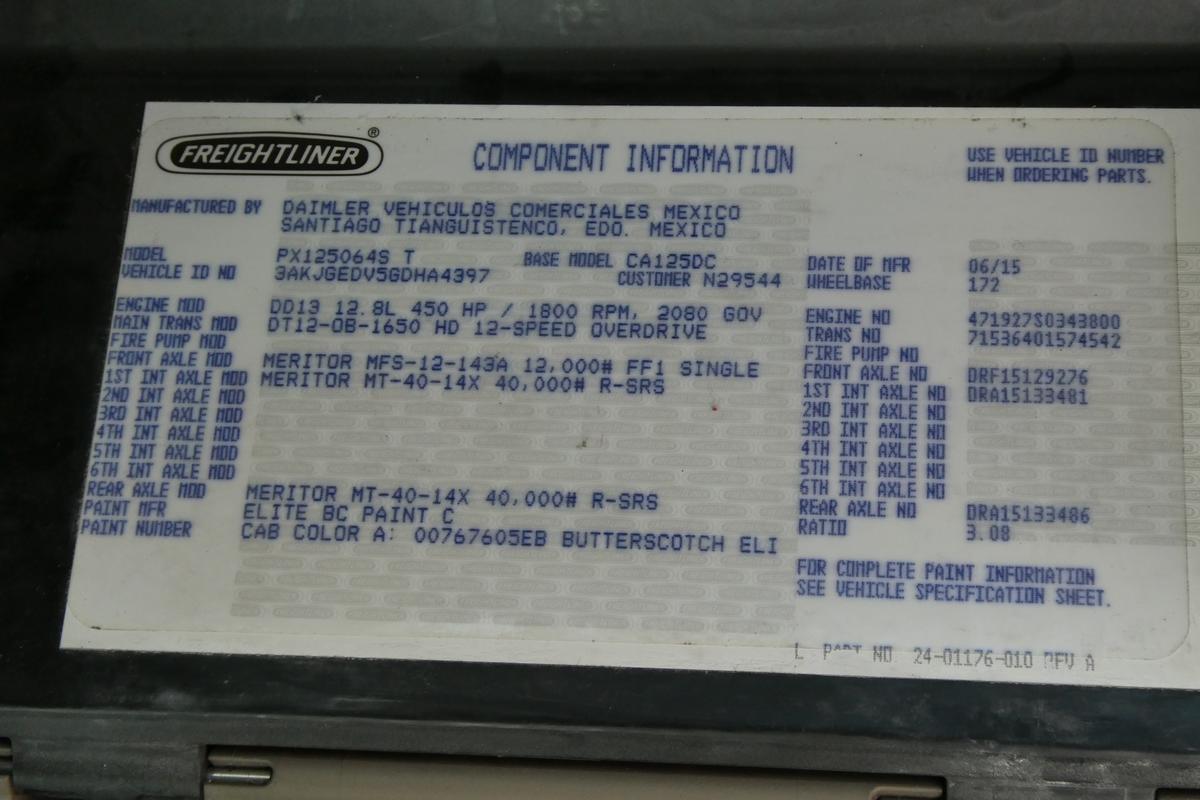 FREIGHTLINER ®
COMPONENT INFORMATION
USE VEHICLE ID NUMBER
WHEN ORDERING PARTS.
MANUFACTURED BY DAIMLER VEHICULOS COMERCIALES MEXICO
SANTIAGO TIANGUISTENCO, EDO. MEXICO
MODEL PX125064S T BASE MODEL CA125DC
VEHICLE ID NO 3AKJGEDV5GDHA4397 CUSTOMER N29544
ENGINE MOD DD13 12.8L 450 HP / 1800 RPM, 2080 GOV
MAIN TRANS MOD DT12-OB-1650 HD 12-SPEED OVERDRIVE
FIRE PUMP MOD
FRONT AXLE MOD MERITOR MFS-12-143A 12,000# FF1 SINGLE
1ST INT AXLE MOD MERITOR MT-40-14X 40,000# R-SRS
2ND INT AXLE MOD
3RD INT AXLE MOD
4TH INT AXLE MOD
5TH INT AXLE MOD
6TH INT AXLE MOD
REAR AXLE MOD MERITOR MT-40-14X 40,000# R-SRS
PAINT MFR ELITE BC PAINT C
PAINT NUMBER CAB COLOR A: 00767605EB BUTTERSCOTCH ELI
DATE OF MFR 06/15
WHEELBASE 172
ENGINE NO 471927S0343800
TRANS NO 71536401574542
FIRE PUMP NO
FRONT AXLE NO DRF15129276
1ST INT AXLE NO DRA15133481
2ND INT AXLE NO
3RD INT AXLE NO
4TH INT AXLE NO
5TH INT AXLE NO
6TH INT AXLE NO
REAR AXLE NO DRA15133486
RATIO 3.08
FOR COMPLETE PAINT INFORMATION
SEE VEHICLE SPECIFICATION SHEET.
L PART NO 24-01176-010 REV A